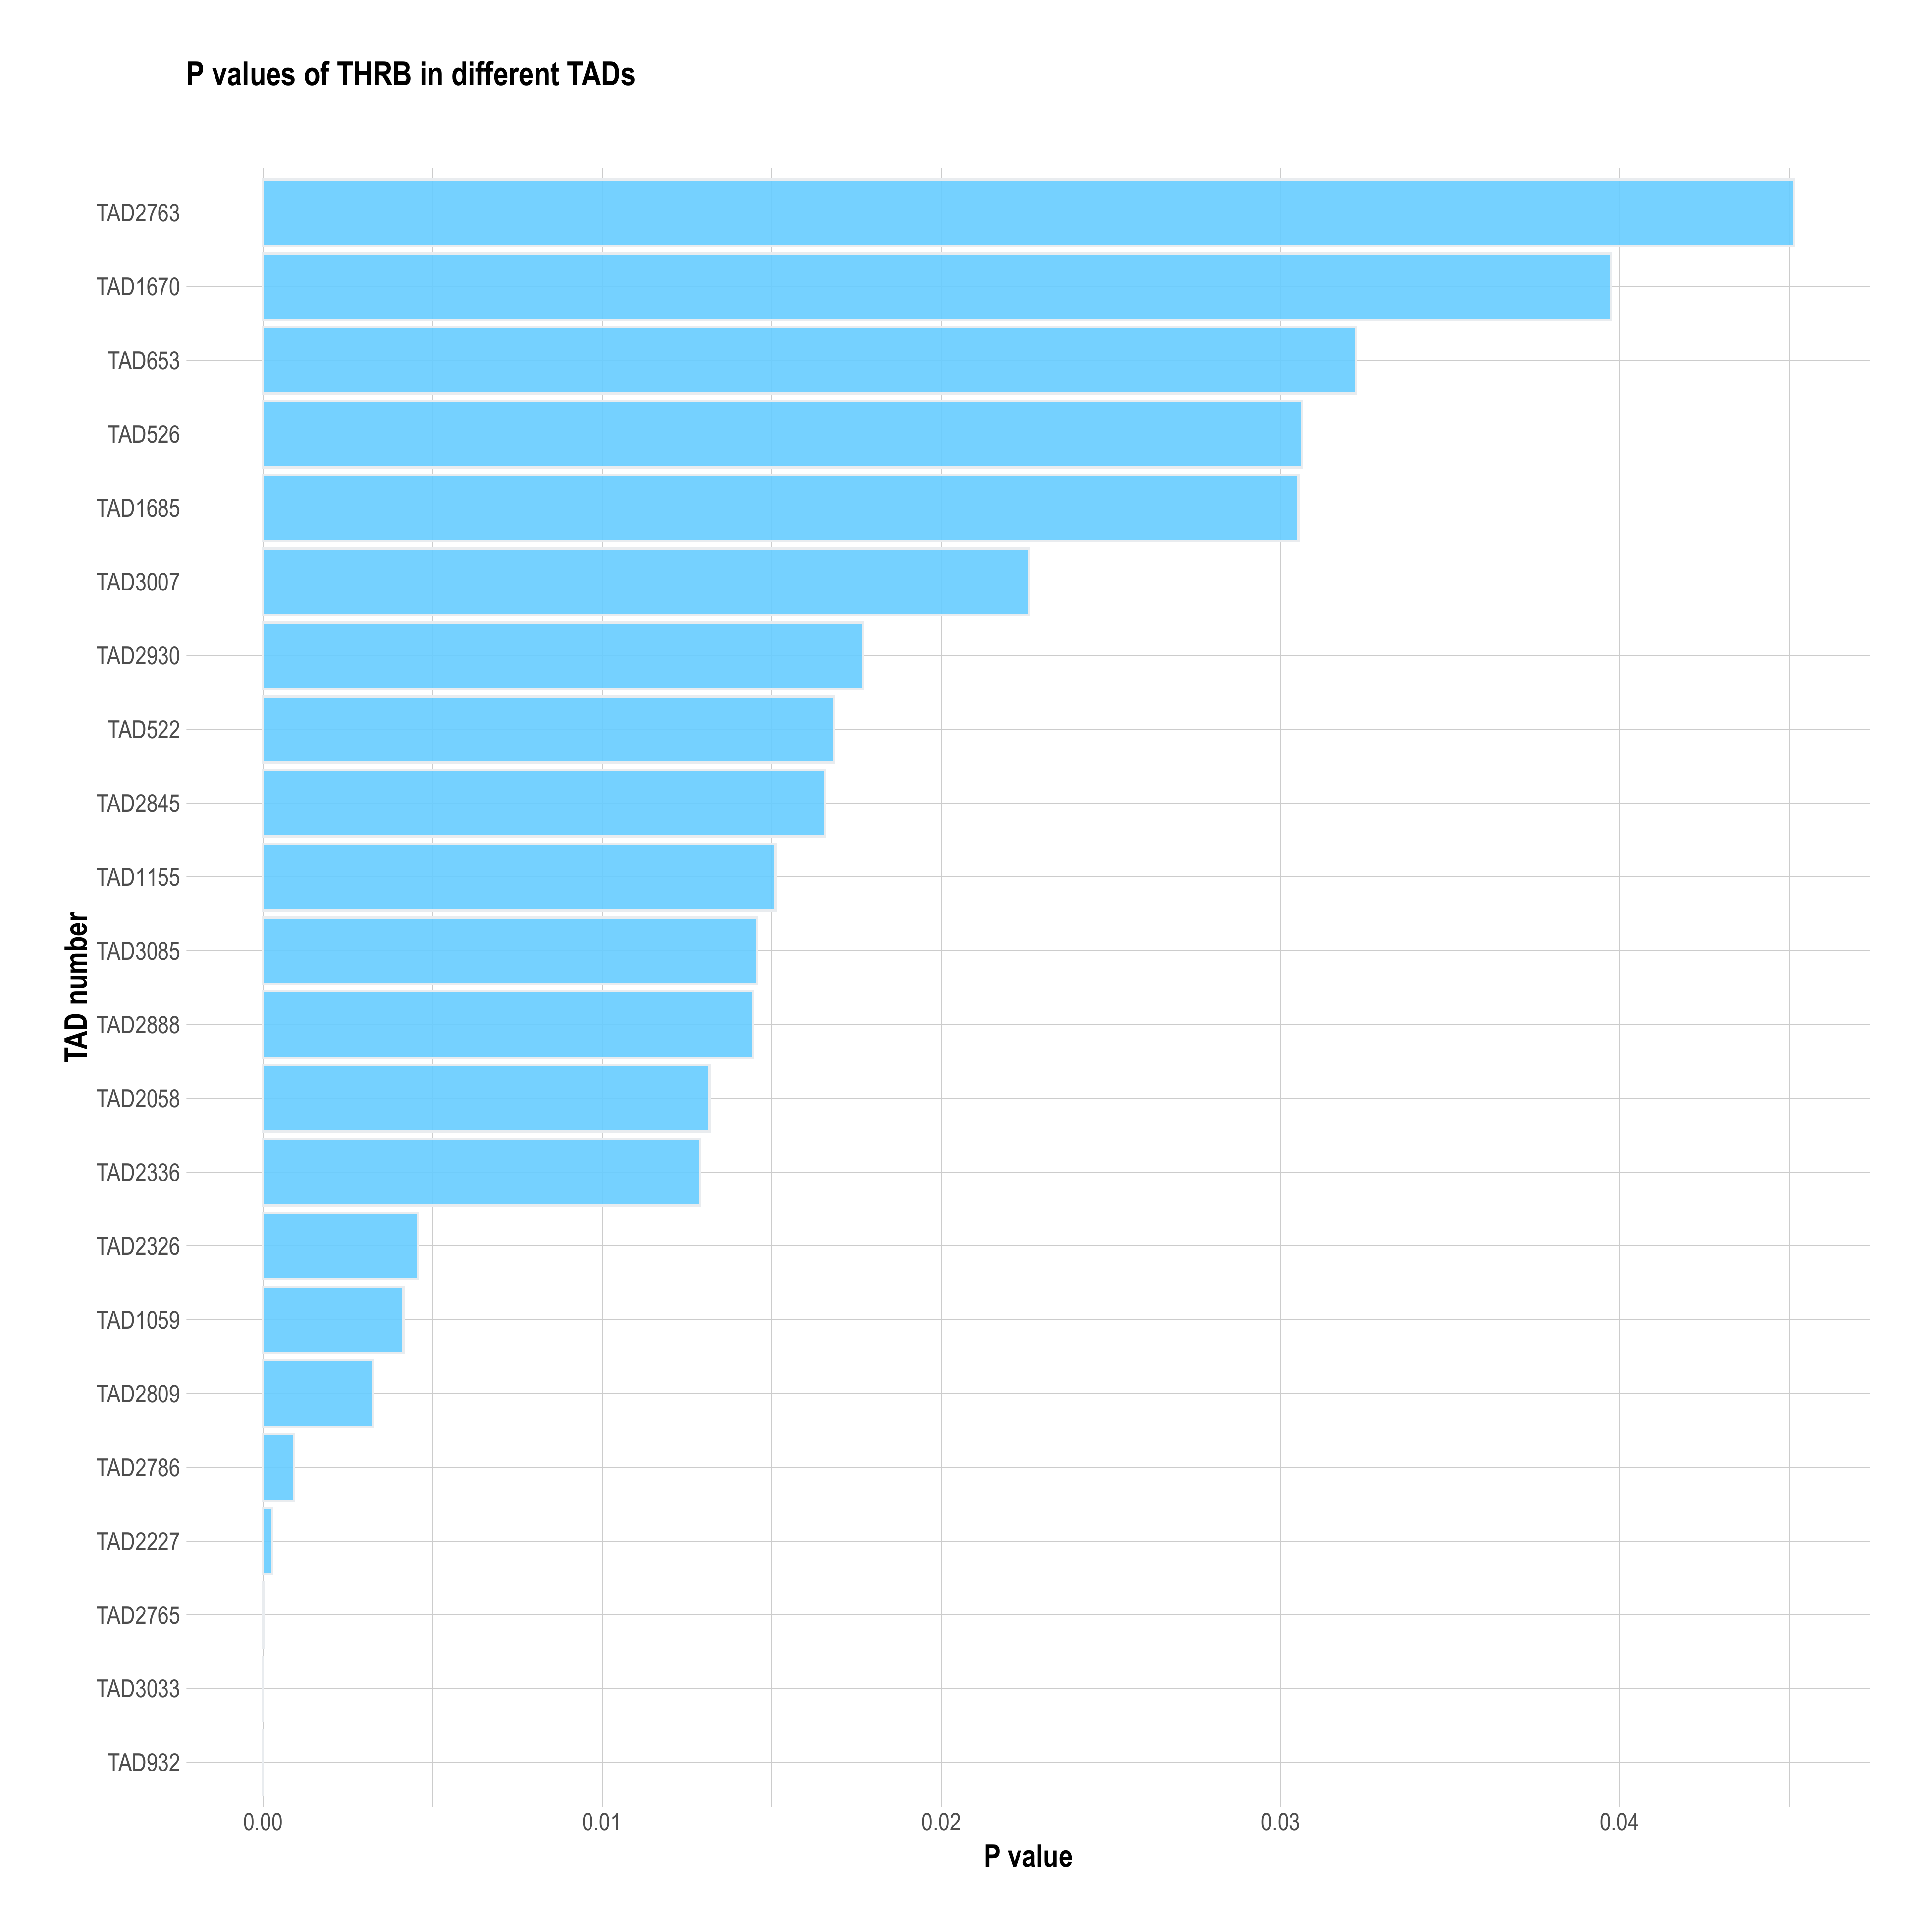 P values of THRB in different TADs
TAD2763
TAD1670
TAD653
TAD526
TAD1685
TAD3007
TAD2930
TAD522
TAD2845
TAD1155
TAD3085
TAD2888
TAD2058
TAD2336
TAD2326
TAD1059
TAD2809
TAD2786
TAD2227
TAD2765
TAD3033
TAD932
TAD number
0.00 0.01 0.02 0.03 0.04
P value